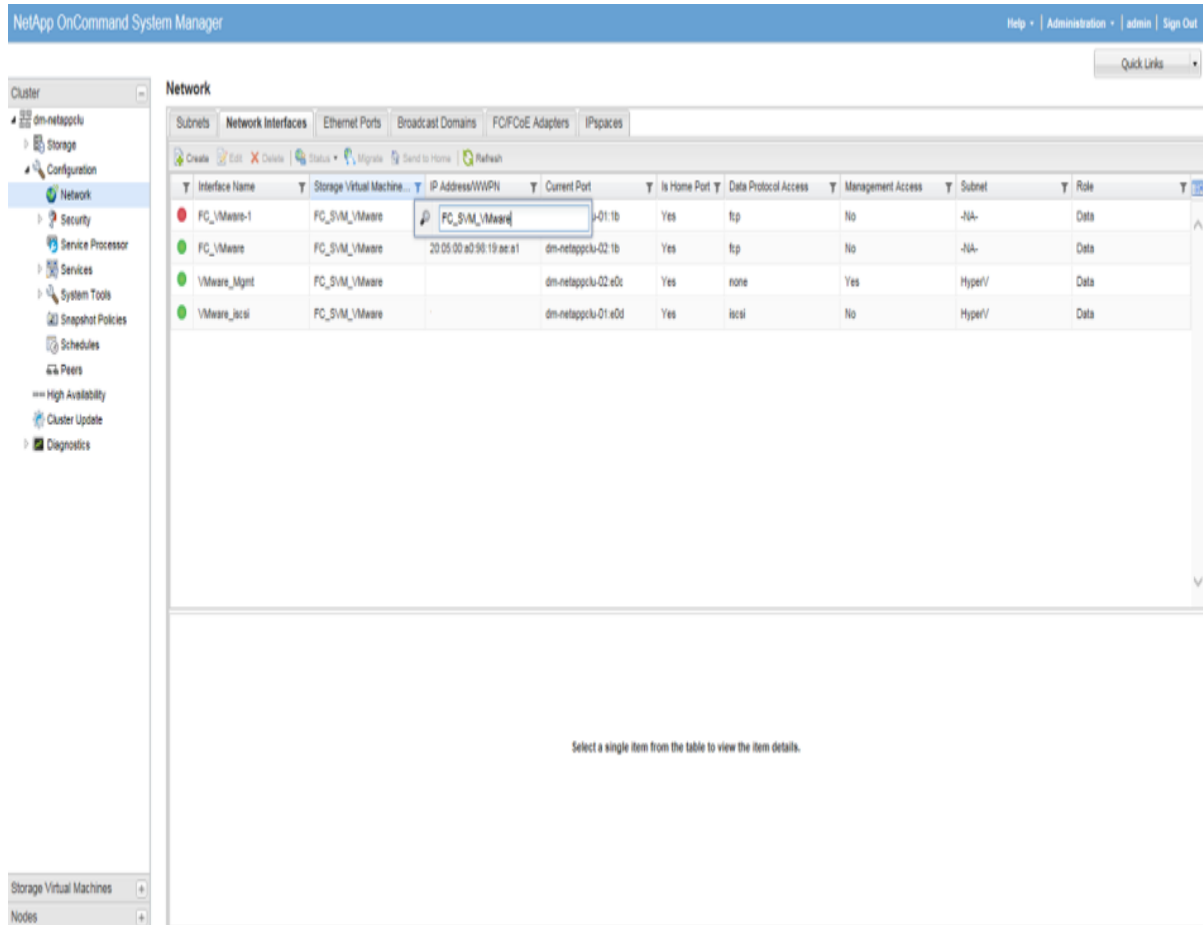 NetApp OnCommand System Manager
Help | Administration | admin | Sign Out
Quick Links
Cluster
dm-netappclu
Storage
Configuration
Network
Security
Service Processor
Services
System Tools
Snapshot Policies
Schedules
Peers
High Availability
Cluster Update
Diagnostics
Storage Virtual Machines
Nodes
Network
Subnets Network Interfaces Ethernet Ports Broadcast Domains FC/FCoE Adapters IPspaces
Create Edit Delete Status Migrate Send to Home Refresh
Interface Name Storage Virtual Machine... IP Address/WWPN Current Port Is Home Port Data Protocol Access Management Access Subnet Role
FC_VMware-1 FC_SVM_VMware FC_SVM_VMware u-01:1b Yes fcp No -NA- Data
FC_VMware FC_SVM_VMware 20:05:00:a0:98:19:ae:a1 dm-netappclu-02:1b Yes fcp No -NA- Data
VMware_Mgmt FC_SVM_VMware dm-netappclu-02:e0c Yes none Yes HyperV Data
VMware_iscsi FC_SVM_VMware dm-netappclu-01:e0d Yes iscsi No HyperV Data
Select a single item from the table to view the item details.